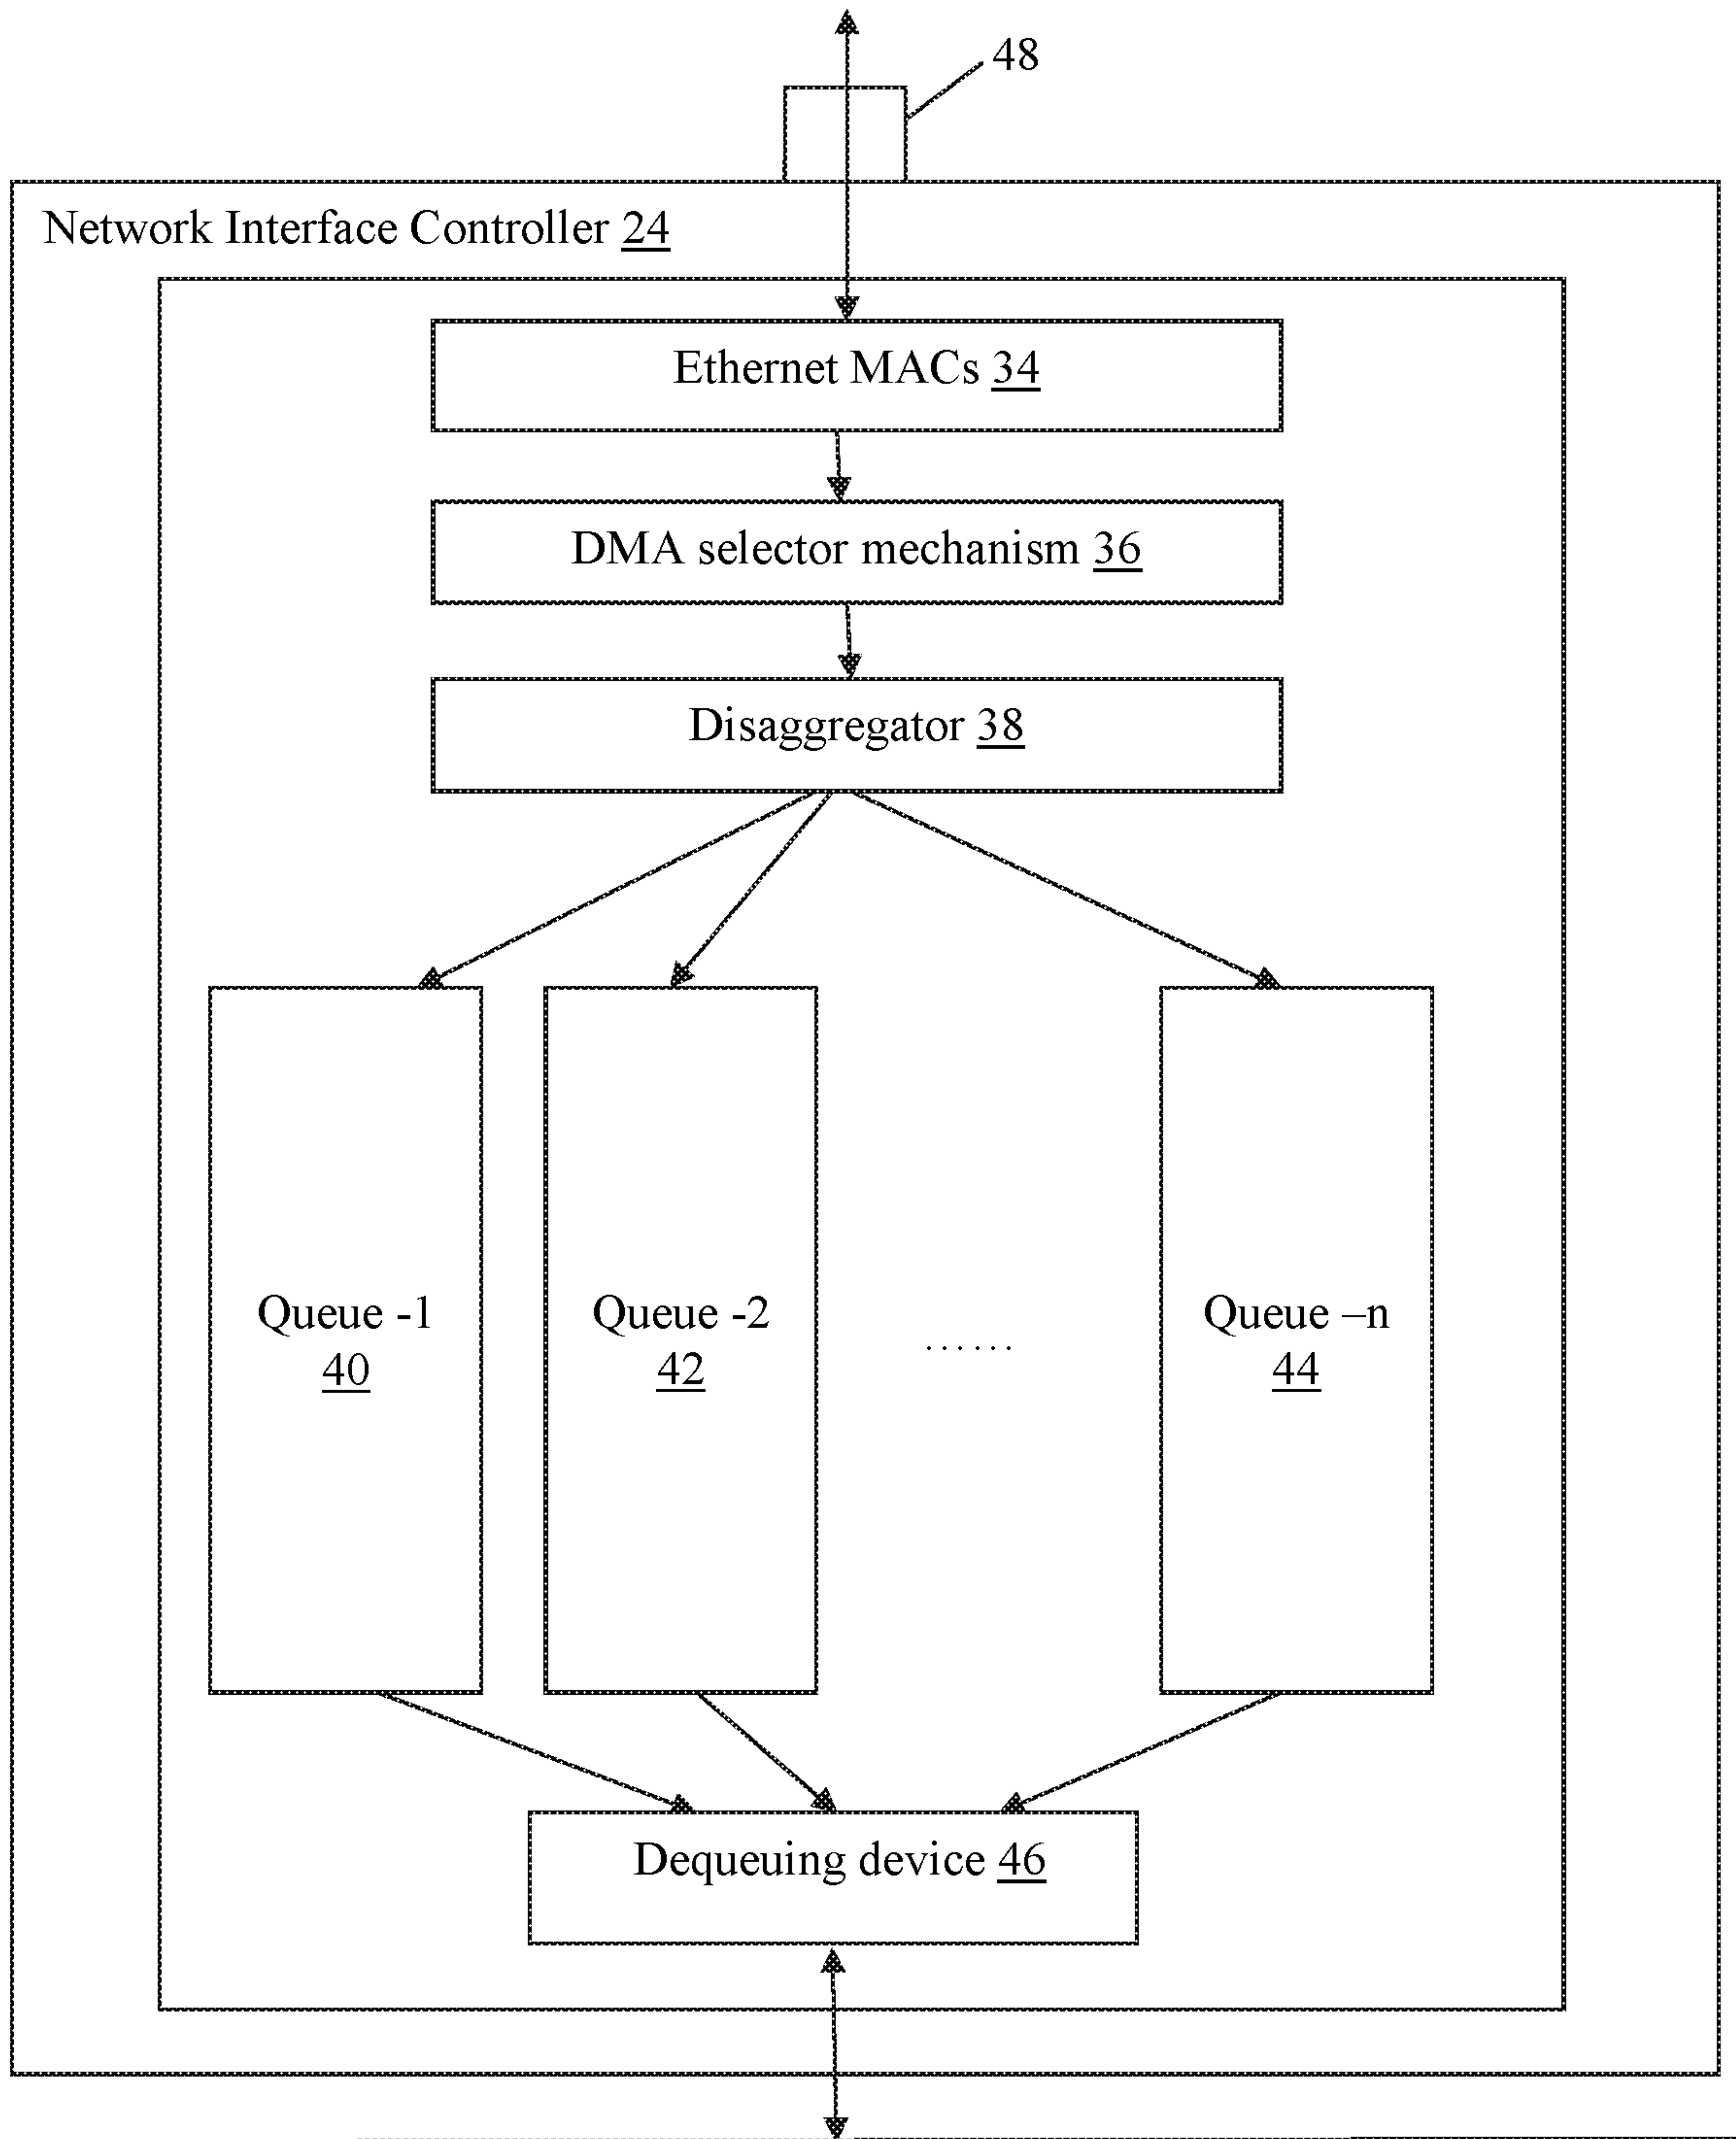 48
Network Interface Controller 24
Ethernet MACs 34
DMA selector mechanism 36
Disaggregator 38
Queue -1
40
Queue -2
42
......
Queue –n
44
Dequeuing device 46